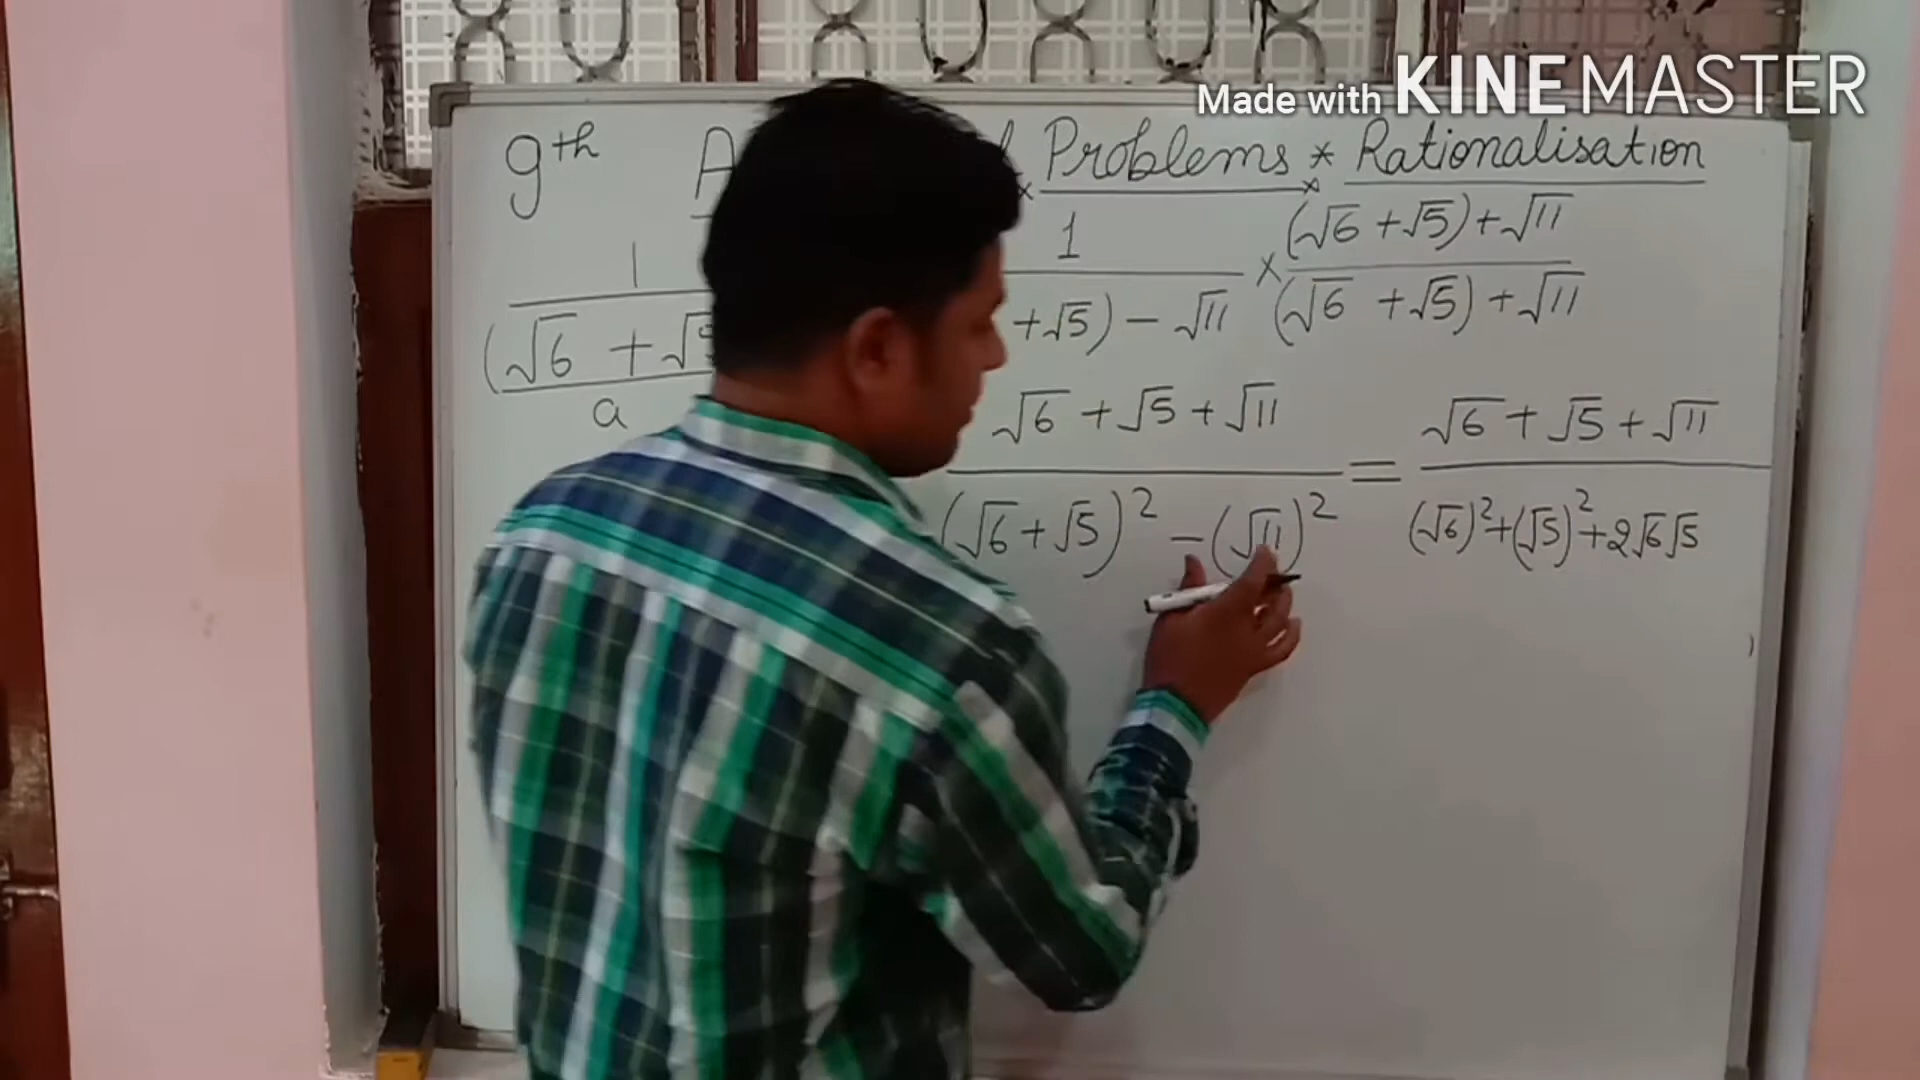 Made with KINEMASTER
9th Problems * Rationalisation
1 / (√6 + √
a
1 / +√5) − √11 × (√6 + √5) + √11 / (√6 + √5) + √11
√6 + √5 + √11 / (√6 + √5)² − (√11)² = √6 + √5 + √11 / (√6)² + (√5)² + 2√6√5